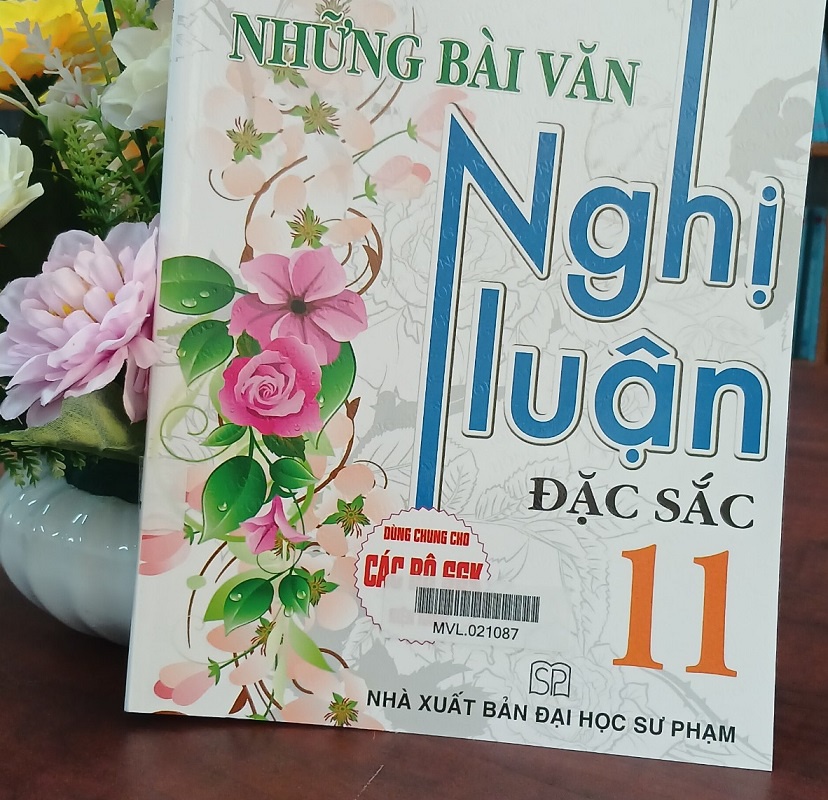 NHỮNG BÀI VĂN
Nghị
luận
ĐẶC SẮC
11
DÙNG CHUNG CHO
CÁC BỘ SGK
MVL.021087
NHÀ XUẤT BẢN ĐẠI HỌC SƯ PHẠM